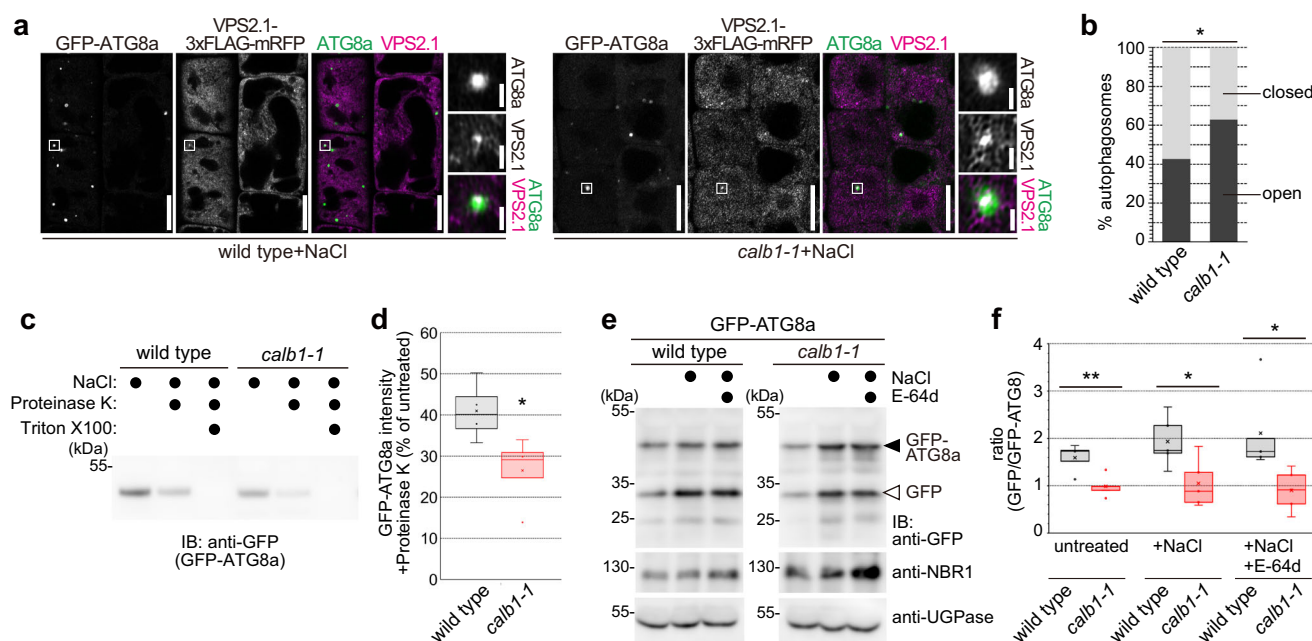 a
GFP-ATG8a
VPS2.1-
3xFLAG-mRFP
ATG8a
VPS2.1
ATG8a
VPS2.1
ATG8a
VPS2.1
wild type+NaCl
GFP-ATG8a
VPS2.1-
3xFLAG-mRFP
ATG8a
VPS2.1
ATG8a
VPS2.1
ATG8a
VPS2.1
calb1-1+NaCl
b
*
100
80
60
40
20
0
% autophagosomes
closed
open
wild type
calb1-1
c
wild type
calb1-1
NaCl:
Proteinase K:
Triton X100:
(kDa)
55-
IB: anti-GFP
(GFP-ATG8a)
d
GFP-ATG8a intensity
+Proteinase K (% of untreated)
60
50
40
30
20
10
0
*
wild type
calb1-1
e
GFP-ATG8a
wild type
calb1-1
NaCl
E-64d
(kDa)
(kDa)
55-
55-
GFP-
ATG8a
35-
35-
GFP
25-
25-
IB:
anti-GFP
130-
130-
anti-NBR1
55-
55-
anti-UGPase
f
ratio
(GFP/GFP-ATG8)
4
3
2
1
0
**
*
*
untreated
+NaCl
+NaCl
+E-64d
wild type
calb1-1
wild type
calb1-1
wild type
calb1-1